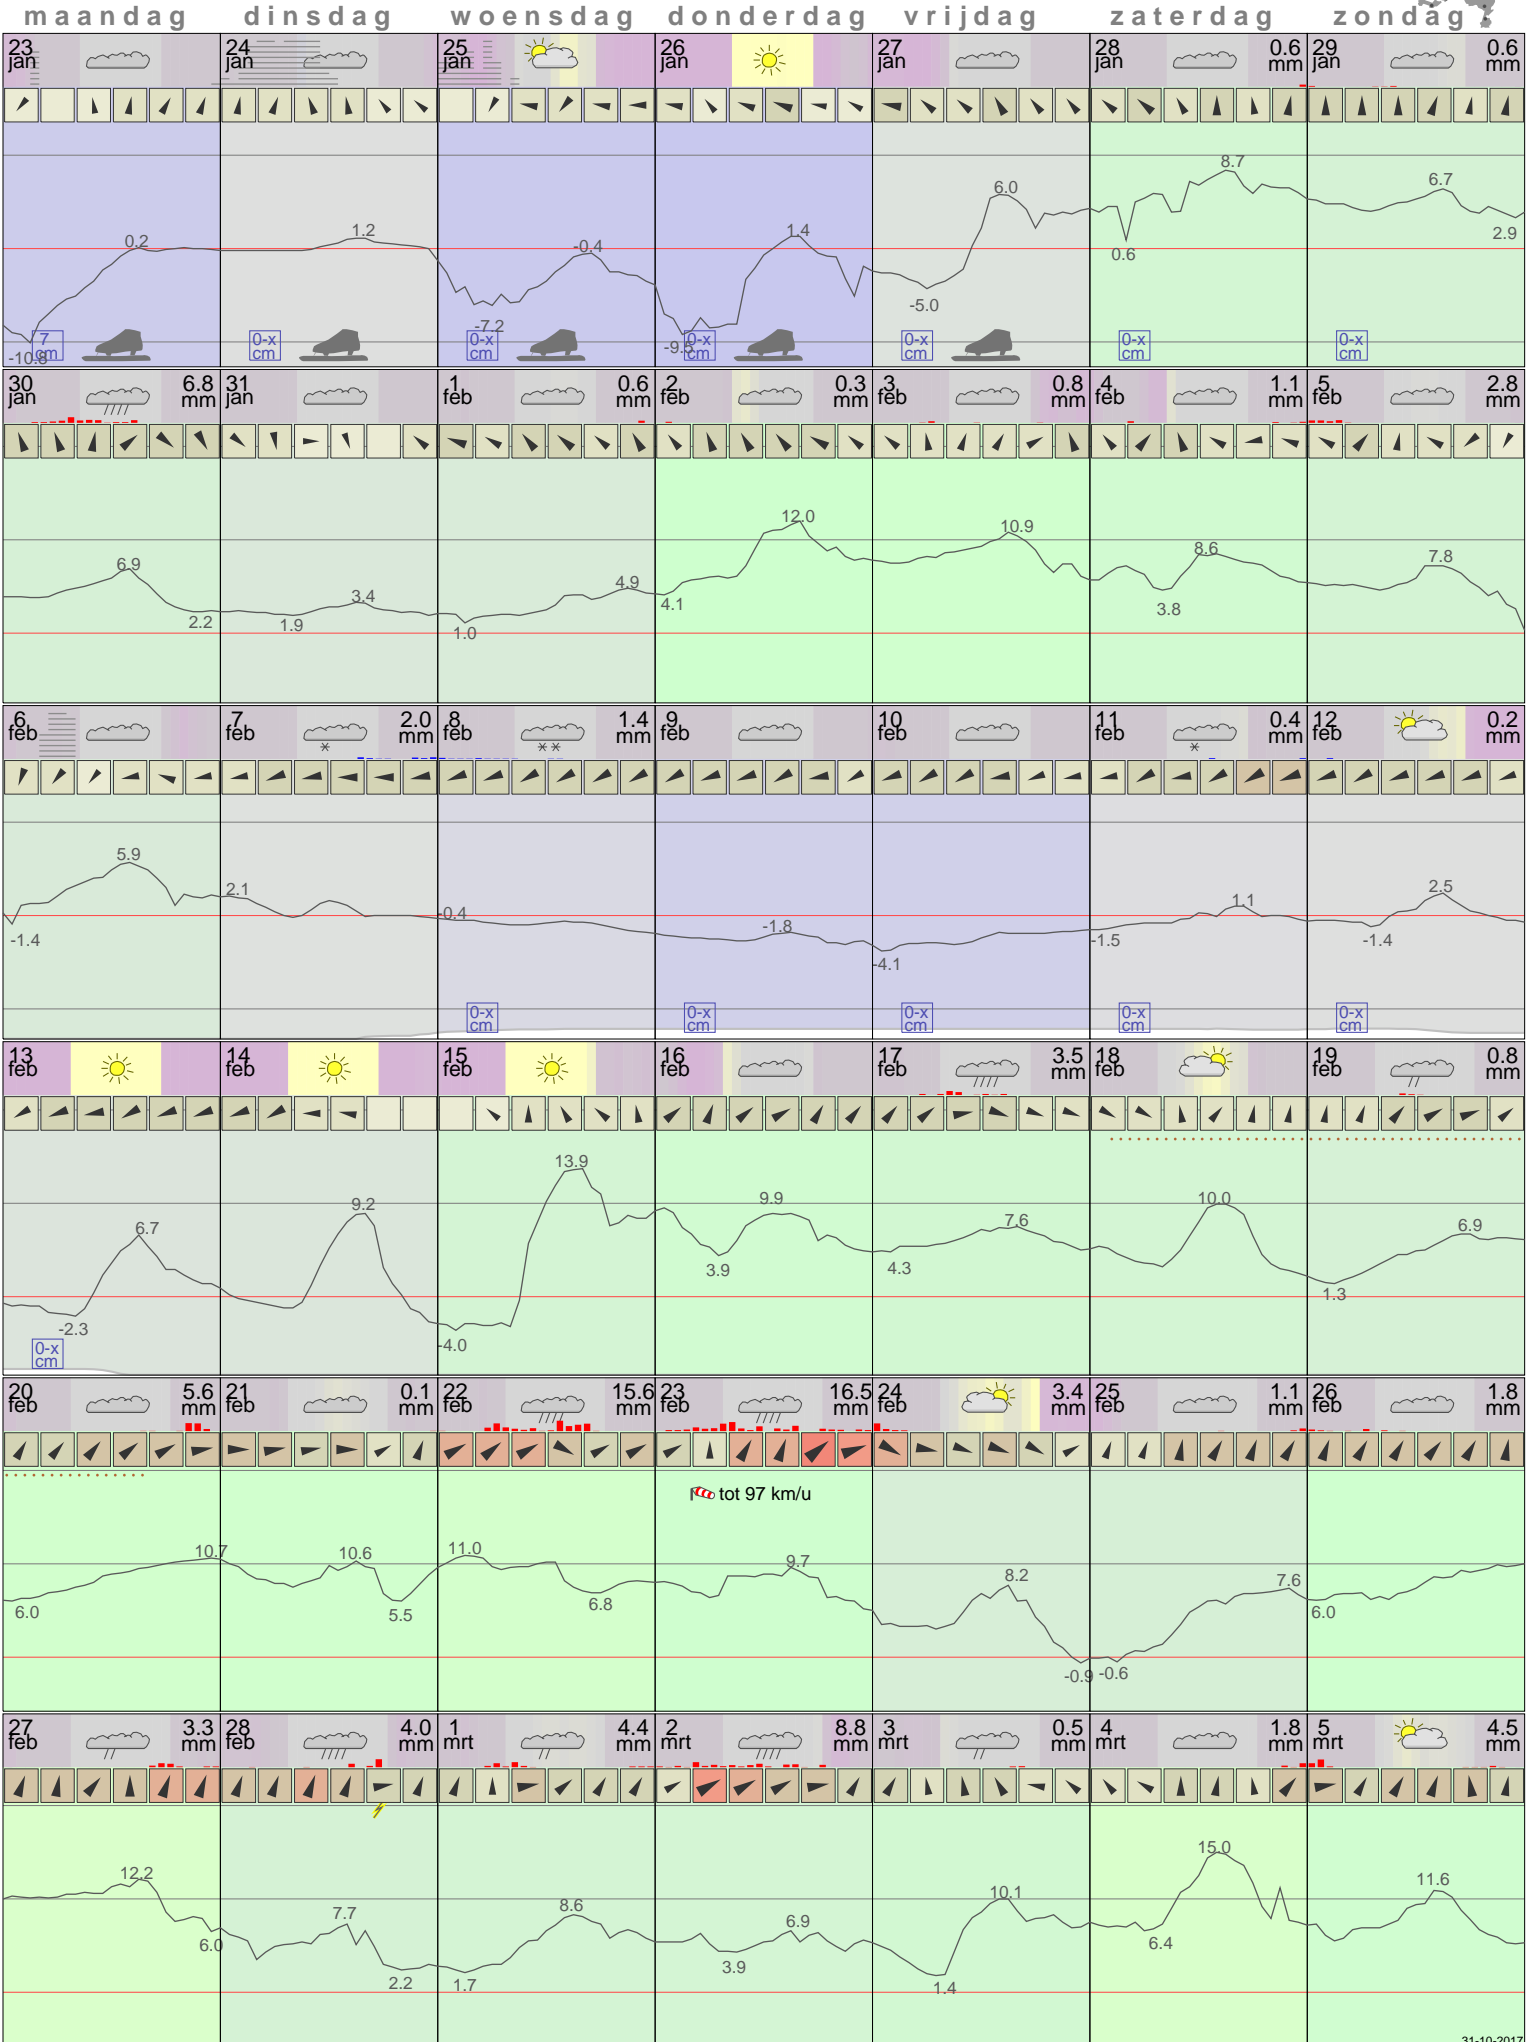 maandag dinsdag woensdag donderdag vrijdag zaterdag zondag
23 24 25 26 27 28 0.6 29 0.6
jan jan jan jan jan jan mm jan mm
8.7
6.0 6.7
0.2 1.2 -0.4 1.4 0.6 2.9
-5.0
-7.2
7 0-x 0-x 0-x 0-x 0-x 0-x
cm cm cm cm cm cm cm
-10.8 -9.5
30 6.8 31 1 0.6 2 0.3 3 0.8 4 1.1 5 2.8
jan mm jan feb mm feb mm feb mm feb mm feb mm
12.0 10.9
6.9 8.6 7.8
3.4 4.9 4.1 3.8
2.2 1.9 1.0
6 7 2.0 8 1.4 9 10 11 0.4 12 0.2
feb feb mm feb mm feb feb feb mm feb mm
5.9
2.1 -0.4 -1.8 1.1 2.5
-1.4 -4.1 -1.5 -1.4
0-x 0-x 0-x 0-x 0-x
cm cm cm cm cm
13 14 15 16 17 3.5 18 19 0.8
feb feb feb feb feb mm feb feb mm
13.9
6.7 9.2 9.9 7.6 10.0 6.9
3.9 4.3 1.3
-2.3 -4.0
0-x
cm
20 5.6 21 0.1 22 15.6 23 16.5 24 3.4 25 1.1 26 1.8
feb mm feb mm feb mm feb mm feb mm feb mm feb mm
tot 97 km/u
10.7 10.6 11.0 9.7 8.2 7.6
6.0 5.5 6.8 6.0
-0.9 -0.6
27 3.3 28 4.0 1 4.4 2 8.8 3 0.5 4 1.8 5 4.5
feb mm feb mm mrt mm mrt mm mrt mm mrt mm mrt mm
15.0
12.2 7.7 8.6 6.9 10.1 11.6
6.0 2.2 1.7 3.9 1.4 6.4
31-10-2017